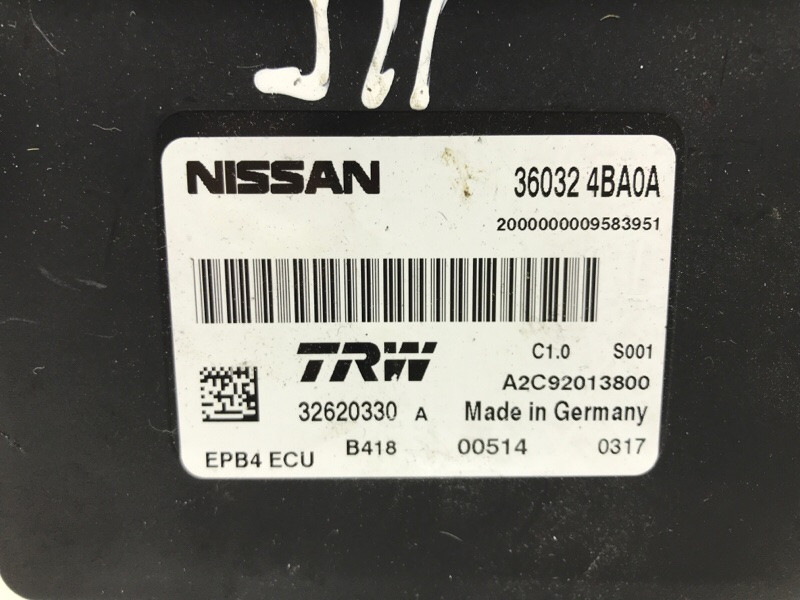 NISSAN 36032 4BA0A
2000000009583951
TRW C1.0 S001
A2C92013800
32620330 A Made in Germany
EPB4 ECU B418 00514 0317